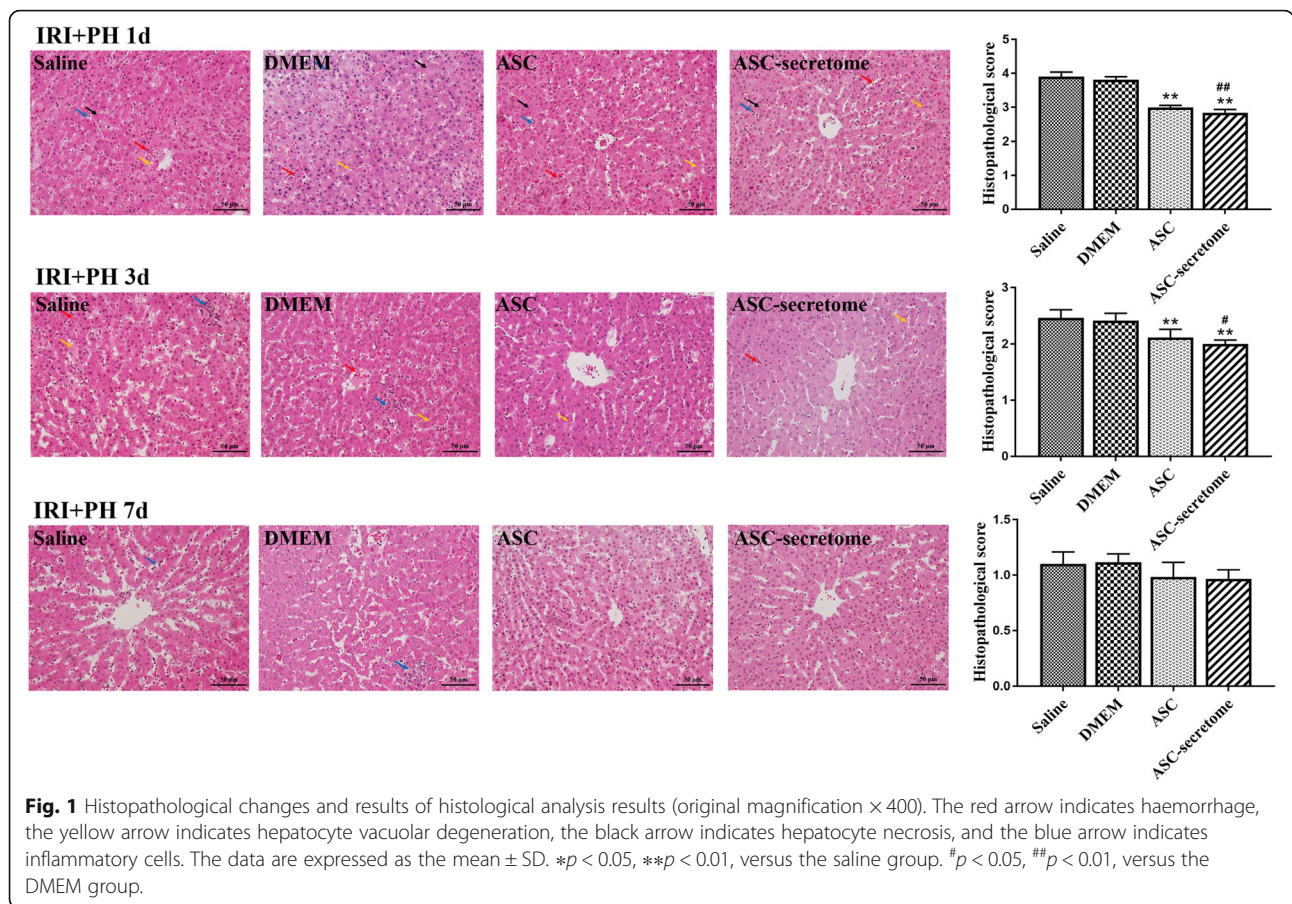 IRI+PH 1d
Saline
DMEM
ASC
ASC-secretome
50 μm
50 μm
50 μm
50 μm
Histopathological score
5
4
3
2
1
0
**
##
**
Saline
DMEM
ASC
ASC-secretome
IRI+PH 3d
Saline
DMEM
ASC
ASC-secretome
50 μm
50 μm
50 μm
50 μm
Histopathological score
3
2
1
0
**
#
**
Saline
DMEM
ASC
ASC-secretome
IRI+PH 7d
Saline
DMEM
ASC
ASC-secretome
50 μm
50 μm
50 μm
50 μm
Histopathological score
1.5
1.0
0.5
0.0
Saline
DMEM
ASC
ASC-secretome
Fig. 1 Histopathological changes and results of histological analysis results (original magnification × 400). The red arrow indicates haemorrhage,
the yellow arrow indicates hepatocyte vacuolar degeneration, the black arrow indicates hepatocyte necrosis, and the blue arrow indicates
inflammatory cells. The data are expressed as the mean ± SD. *p < 0.05, **p < 0.01, versus the saline group. #p < 0.05, ##p < 0.01, versus the
DMEM group.